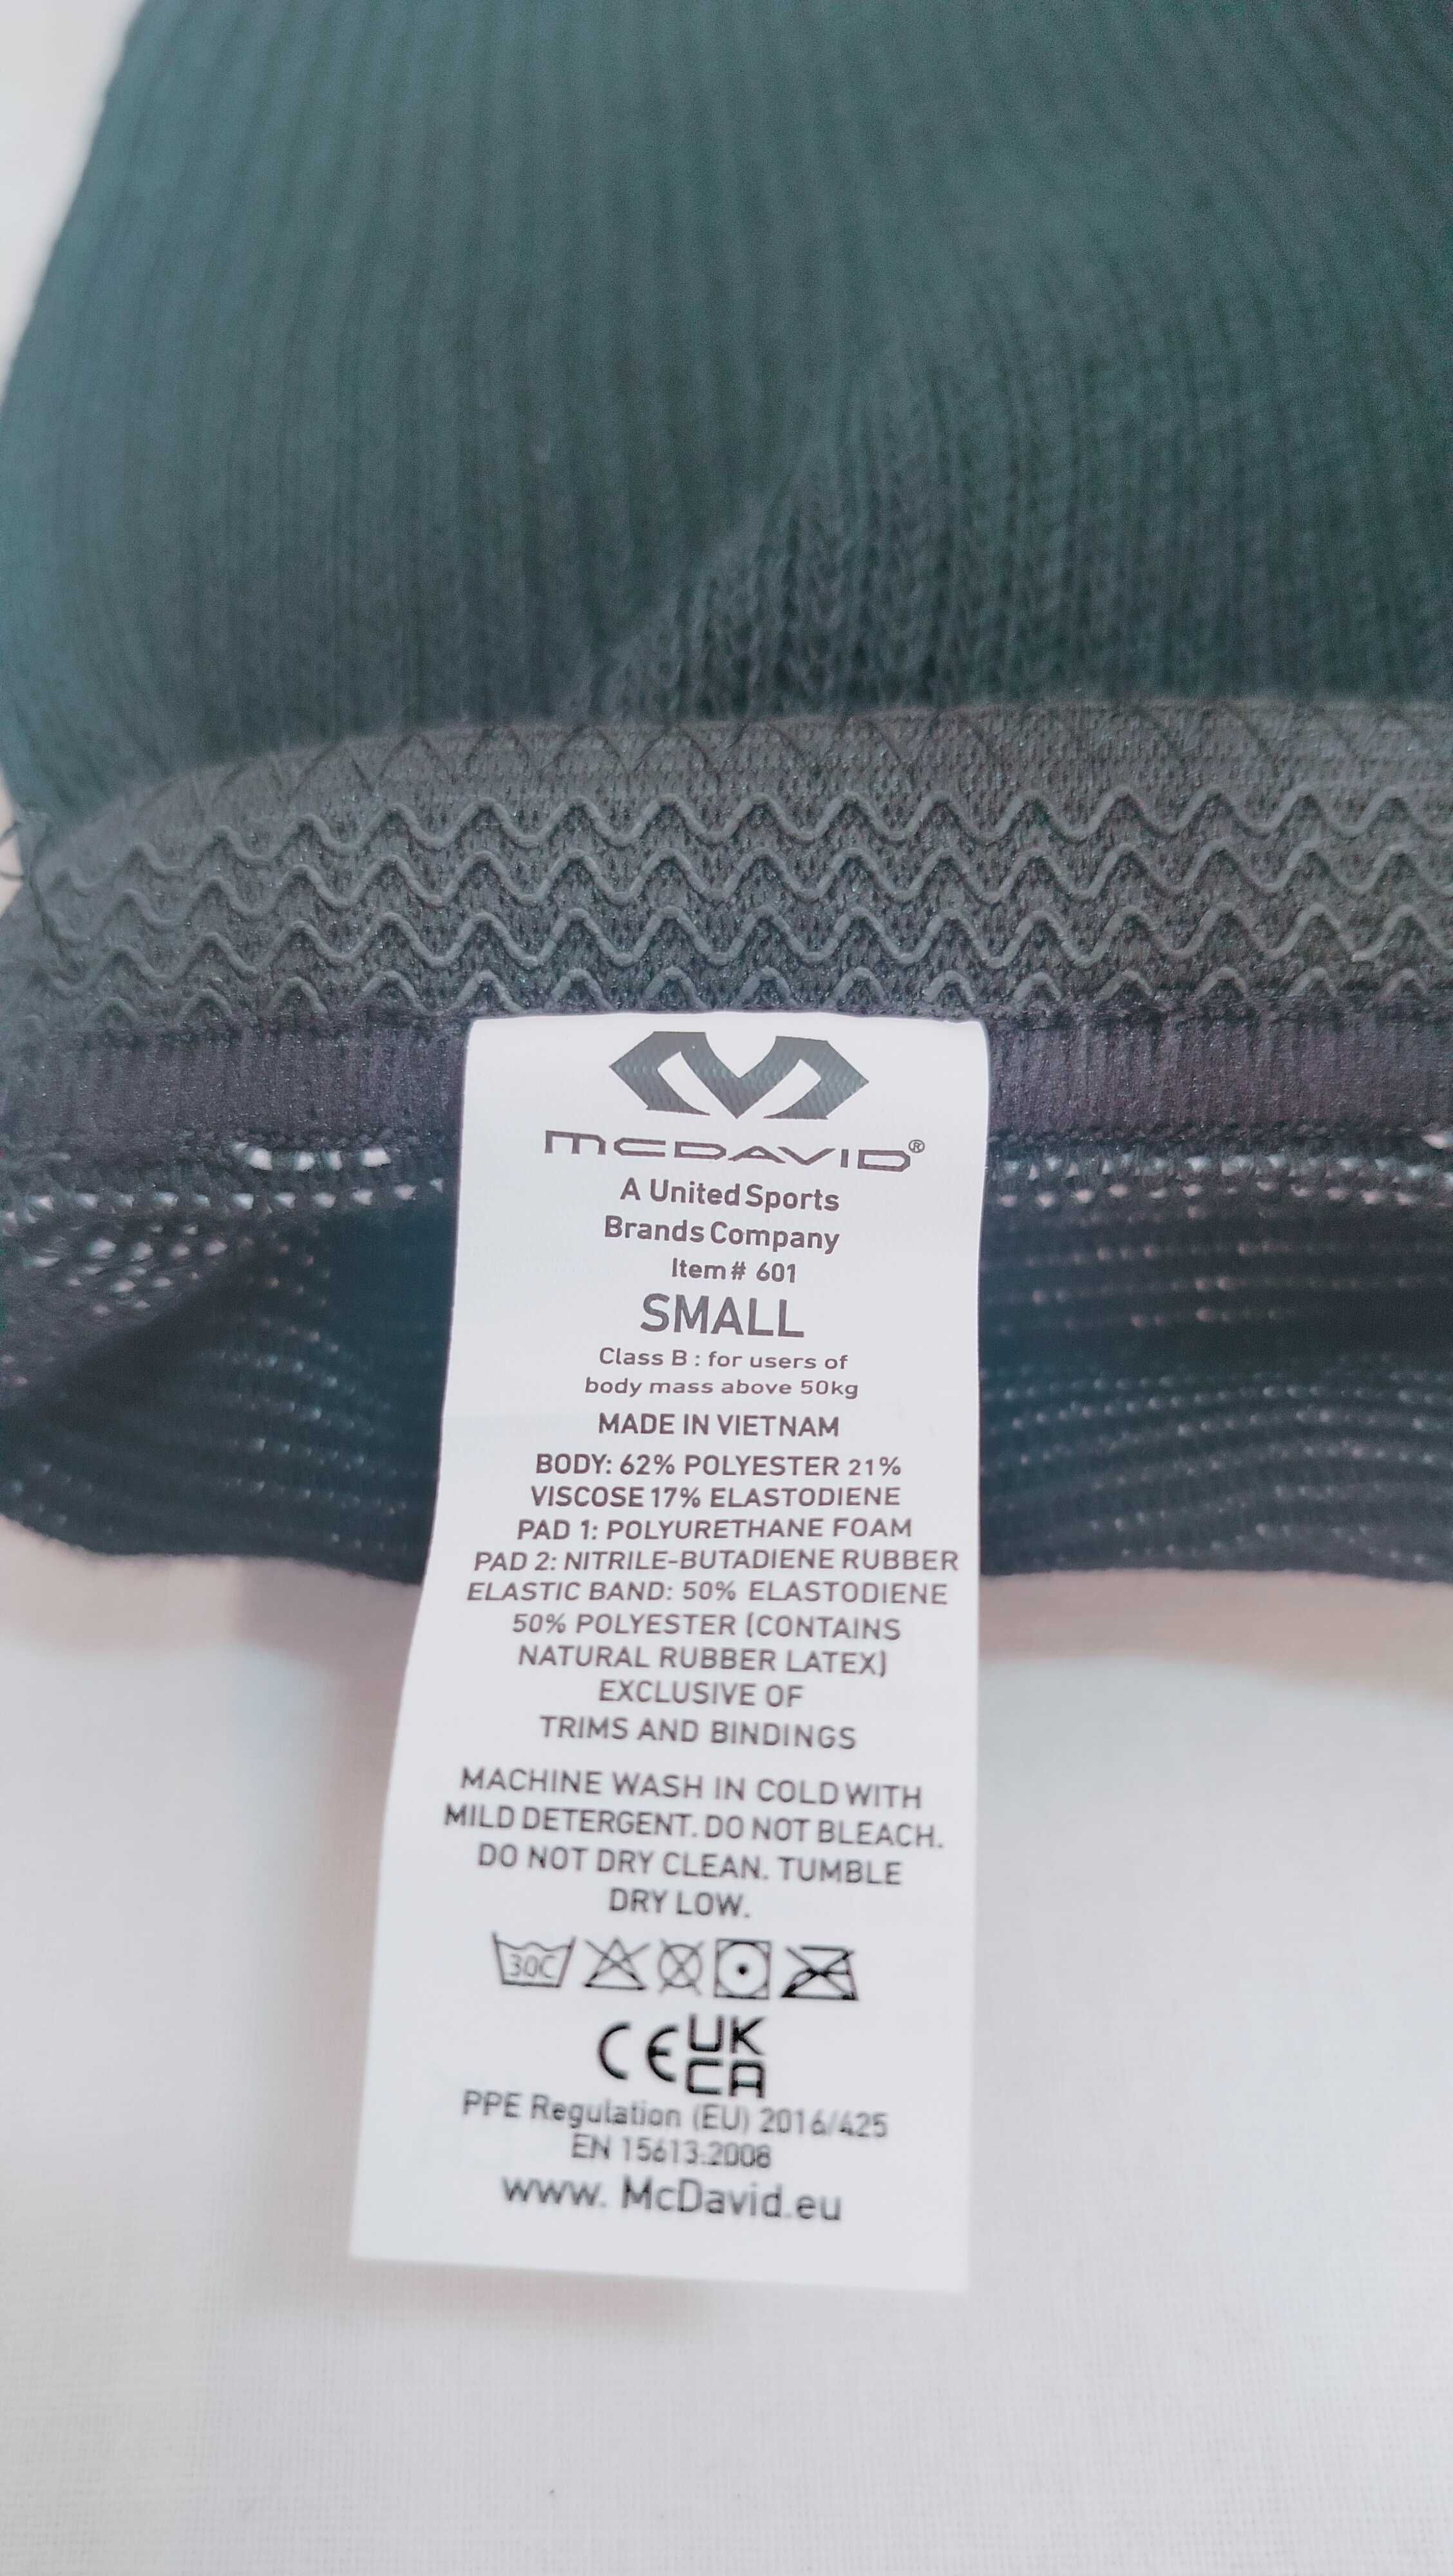 MCDAVID®
A United Sports
Brands Company
Item# 601
SMALL
Class B : for users of
body mass above 50kg
MADE IN VIETNAM
BODY: 62% POLYESTER 21%
VISCOSE 17% ELASTODIENE
PAD 1: POLYURETHANE FOAM
PAD 2: NITRILE-BUTADIENE RUBBER
ELASTIC BAND: 50% ELASTODIENE
50% POLYESTER (CONTAINS
NATURAL RUBBER LATEX)
EXCLUSIVE OF
TRIMS AND BINDINGS
MACHINE WASH IN COLD WITH
MILD DETERGENT. DO NOT BLEACH.
DO NOT DRY CLEAN. TUMBLE
DRY LOW.
30C
CE UK CA
PPE Regulation (EU) 2016/425
EN 15613:2008
www. McDavid.eu